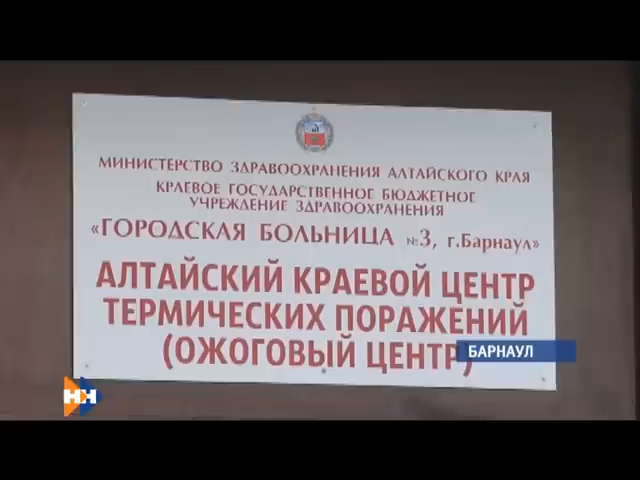 МИНИСТЕРСТВО ЗДРАВООХРАНЕНИЯ АЛТАЙСКОГО КРАЯ
КРАЕВОЕ ГОСУДАРСТВЕННОЕ БЮДЖЕТНОЕ
УЧРЕЖДЕНИЕ ЗДРАВООХРАНЕНИЯ
«ГОРОДСКАЯ БОЛЬНИЦА №3, г.Барнаул»
АЛТАЙСКИЙ КРАЕВОЙ ЦЕНТР
ТЕРМИЧЕСКИХ ПОРАЖЕНИЙ
(ОЖОГОВЫЙ ЦЕНТР)
БАРНАУЛ
НК